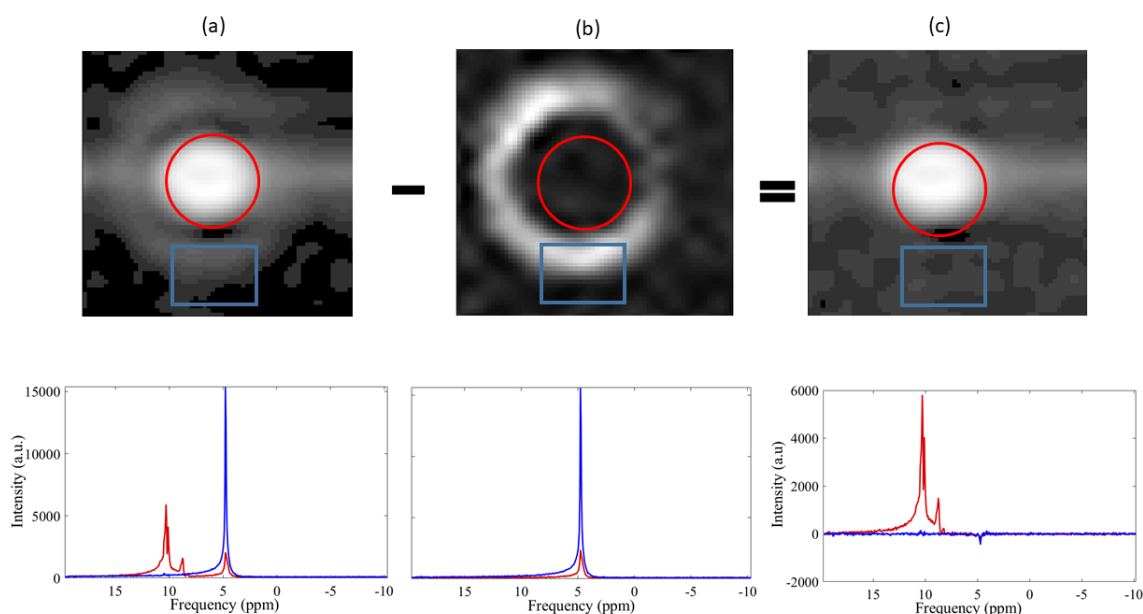 (a) (b) (c)
15000
10000
5000
0
15 10 5 0 -5 -10
Intensity (a.u.)
Frequency (ppm)
15 10 5 0 -5 -10
Frequency (ppm)
6000
4000
2000
0
-2000
15 10 5 0 -5 -10
Intensity (a.u)
Frequency (ppm)